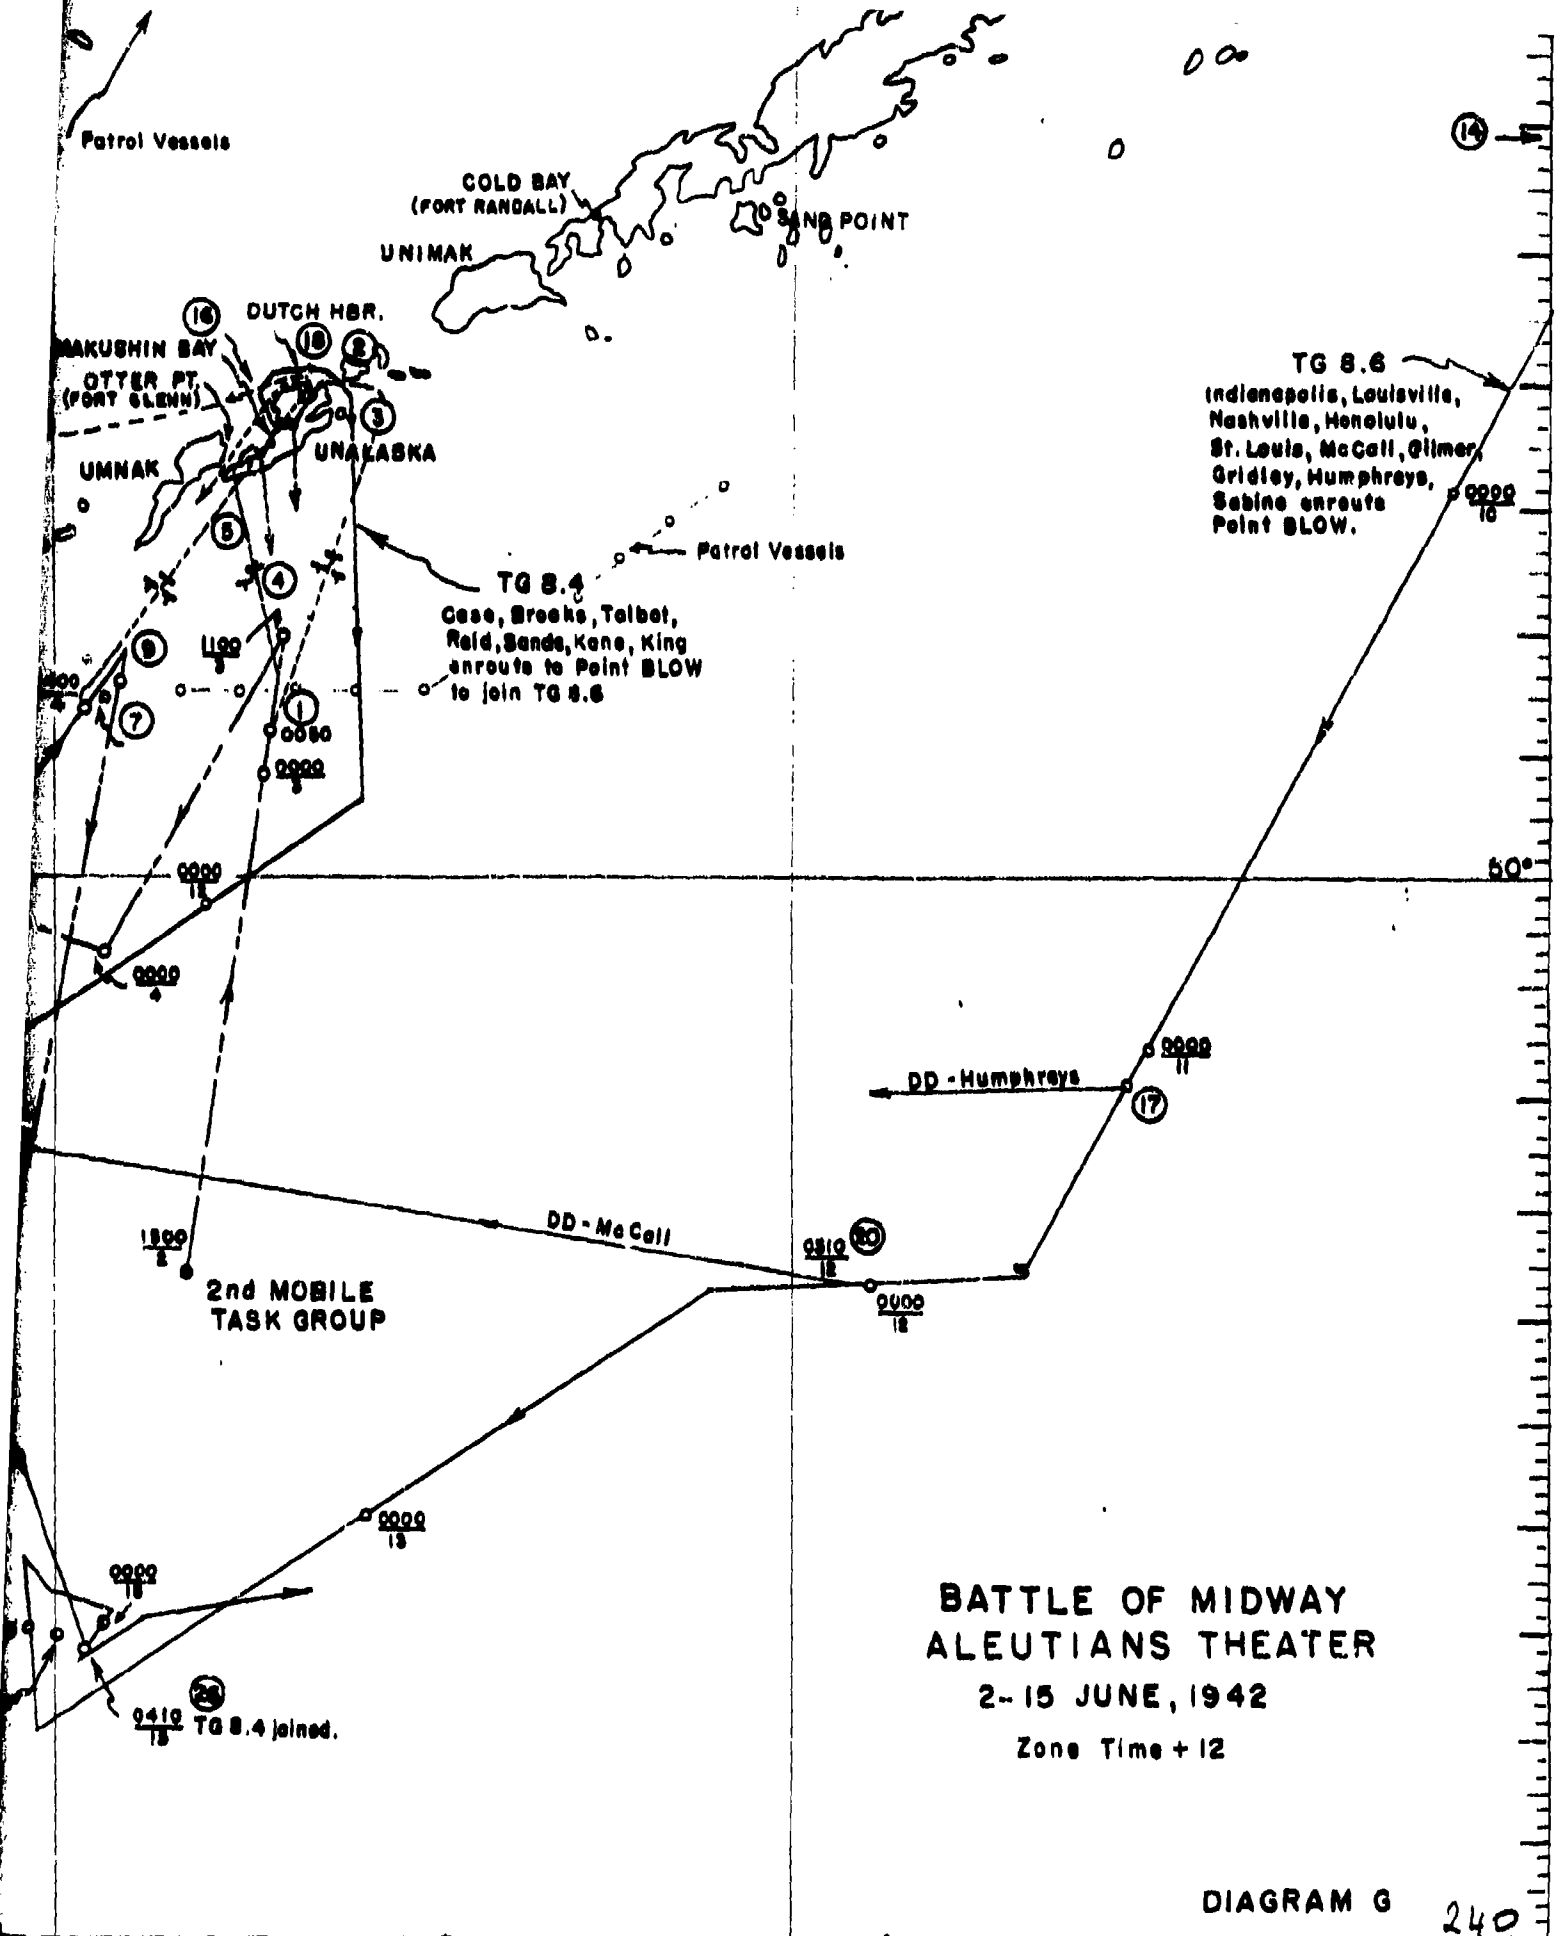 Patrol Vessels
14
COLD BAY
(FORT RANDALL)
SAND POINT
UNIMAK
16
DUTCH HBR.
18
2
MAKUSHIN BAY
OTTER PT.
(FORT GLENN)
3
UMNAK
UNALASKA
TG 8.6
Indianapolis, Louisville,
Nashville, Honolulu,
St. Louis, McCall, Gilmer,
Gridley, Humphreys,
Sabine enroute
Point BLOW.
0000
10
5
Patrol Vessels
4
TG 8.4
Case, Brooks, Talbot,
Reid, Sands, Kane, King
enroute to Point BLOW
to join TG 8.6
1100
3
9
7
1
0050
0000
3
50°
0000
12
0000
4
0000
11
DD - Humphreys
17
DD - McCall
1500
2
2nd MOBILE
TASK GROUP
0510
12
20
0000
12
0000
13
0000
15
26
0410
13
TG 8.4 joined.
BATTLE OF MIDWAY
ALEUTIANS THEATER
2-15 JUNE, 1942
Zone Time + 12
DIAGRAM G
240